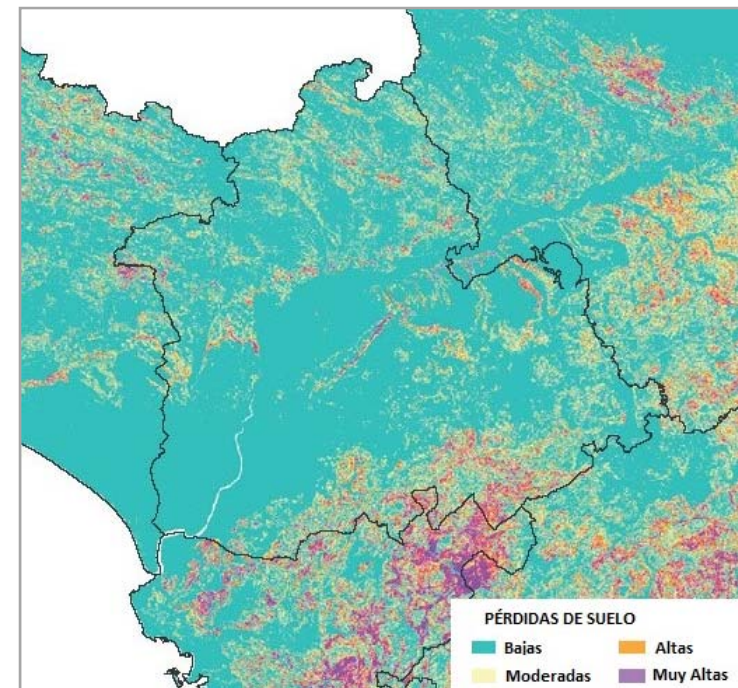 PÉRDIDAS DE SUELO
Bajas
Altas
Moderadas
Muy Altas